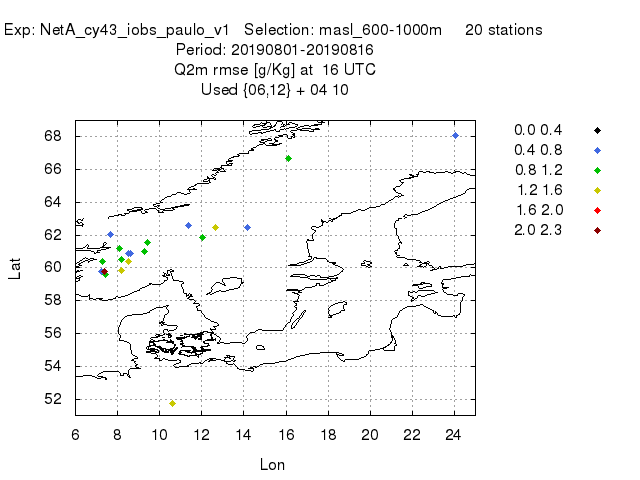 Exp: NetA_cy43_iobs_paulo_v1 Selection: masl_600-1000m 20 stations
Period: 20190801-20190816
Q2m rmse [g/Kg] at 16 UTC
Used {06,12} + 04 10
68
66
64
62
60
58
56
54
52
Lat
6 8 10 12 14 16 18 20 22 24
Lon
0.0 0.4
0.4 0.8
0.8 1.2
1.2 1.6
1.6 2.0
2.0 2.3